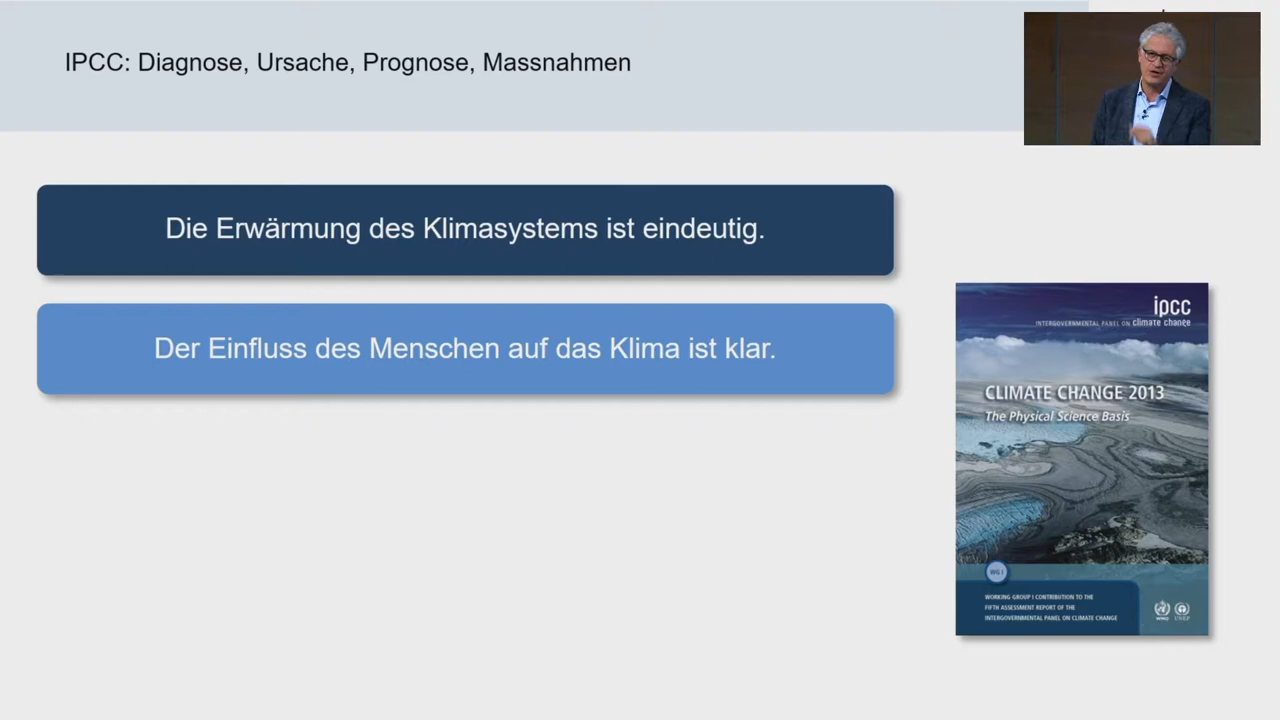 IPCC: Diagnose, Ursache, Prognose, Massnahmen
Die Erwärmung des Klimasystems ist eindeutig.
Der Einfluss des Menschen auf das Klima ist klar.
ipcc
INTERGOVERNMENTAL PANEL ON climate change
CLIMATE CHANGE 2013
The Physical Science Basis
WG I
WORKING GROUP I CONTRIBUTION TO THE
FIFTH ASSESSMENT REPORT OF THE
INTERGOVERNMENTAL PANEL ON CLIMATE CHANGE
WMO UNEP